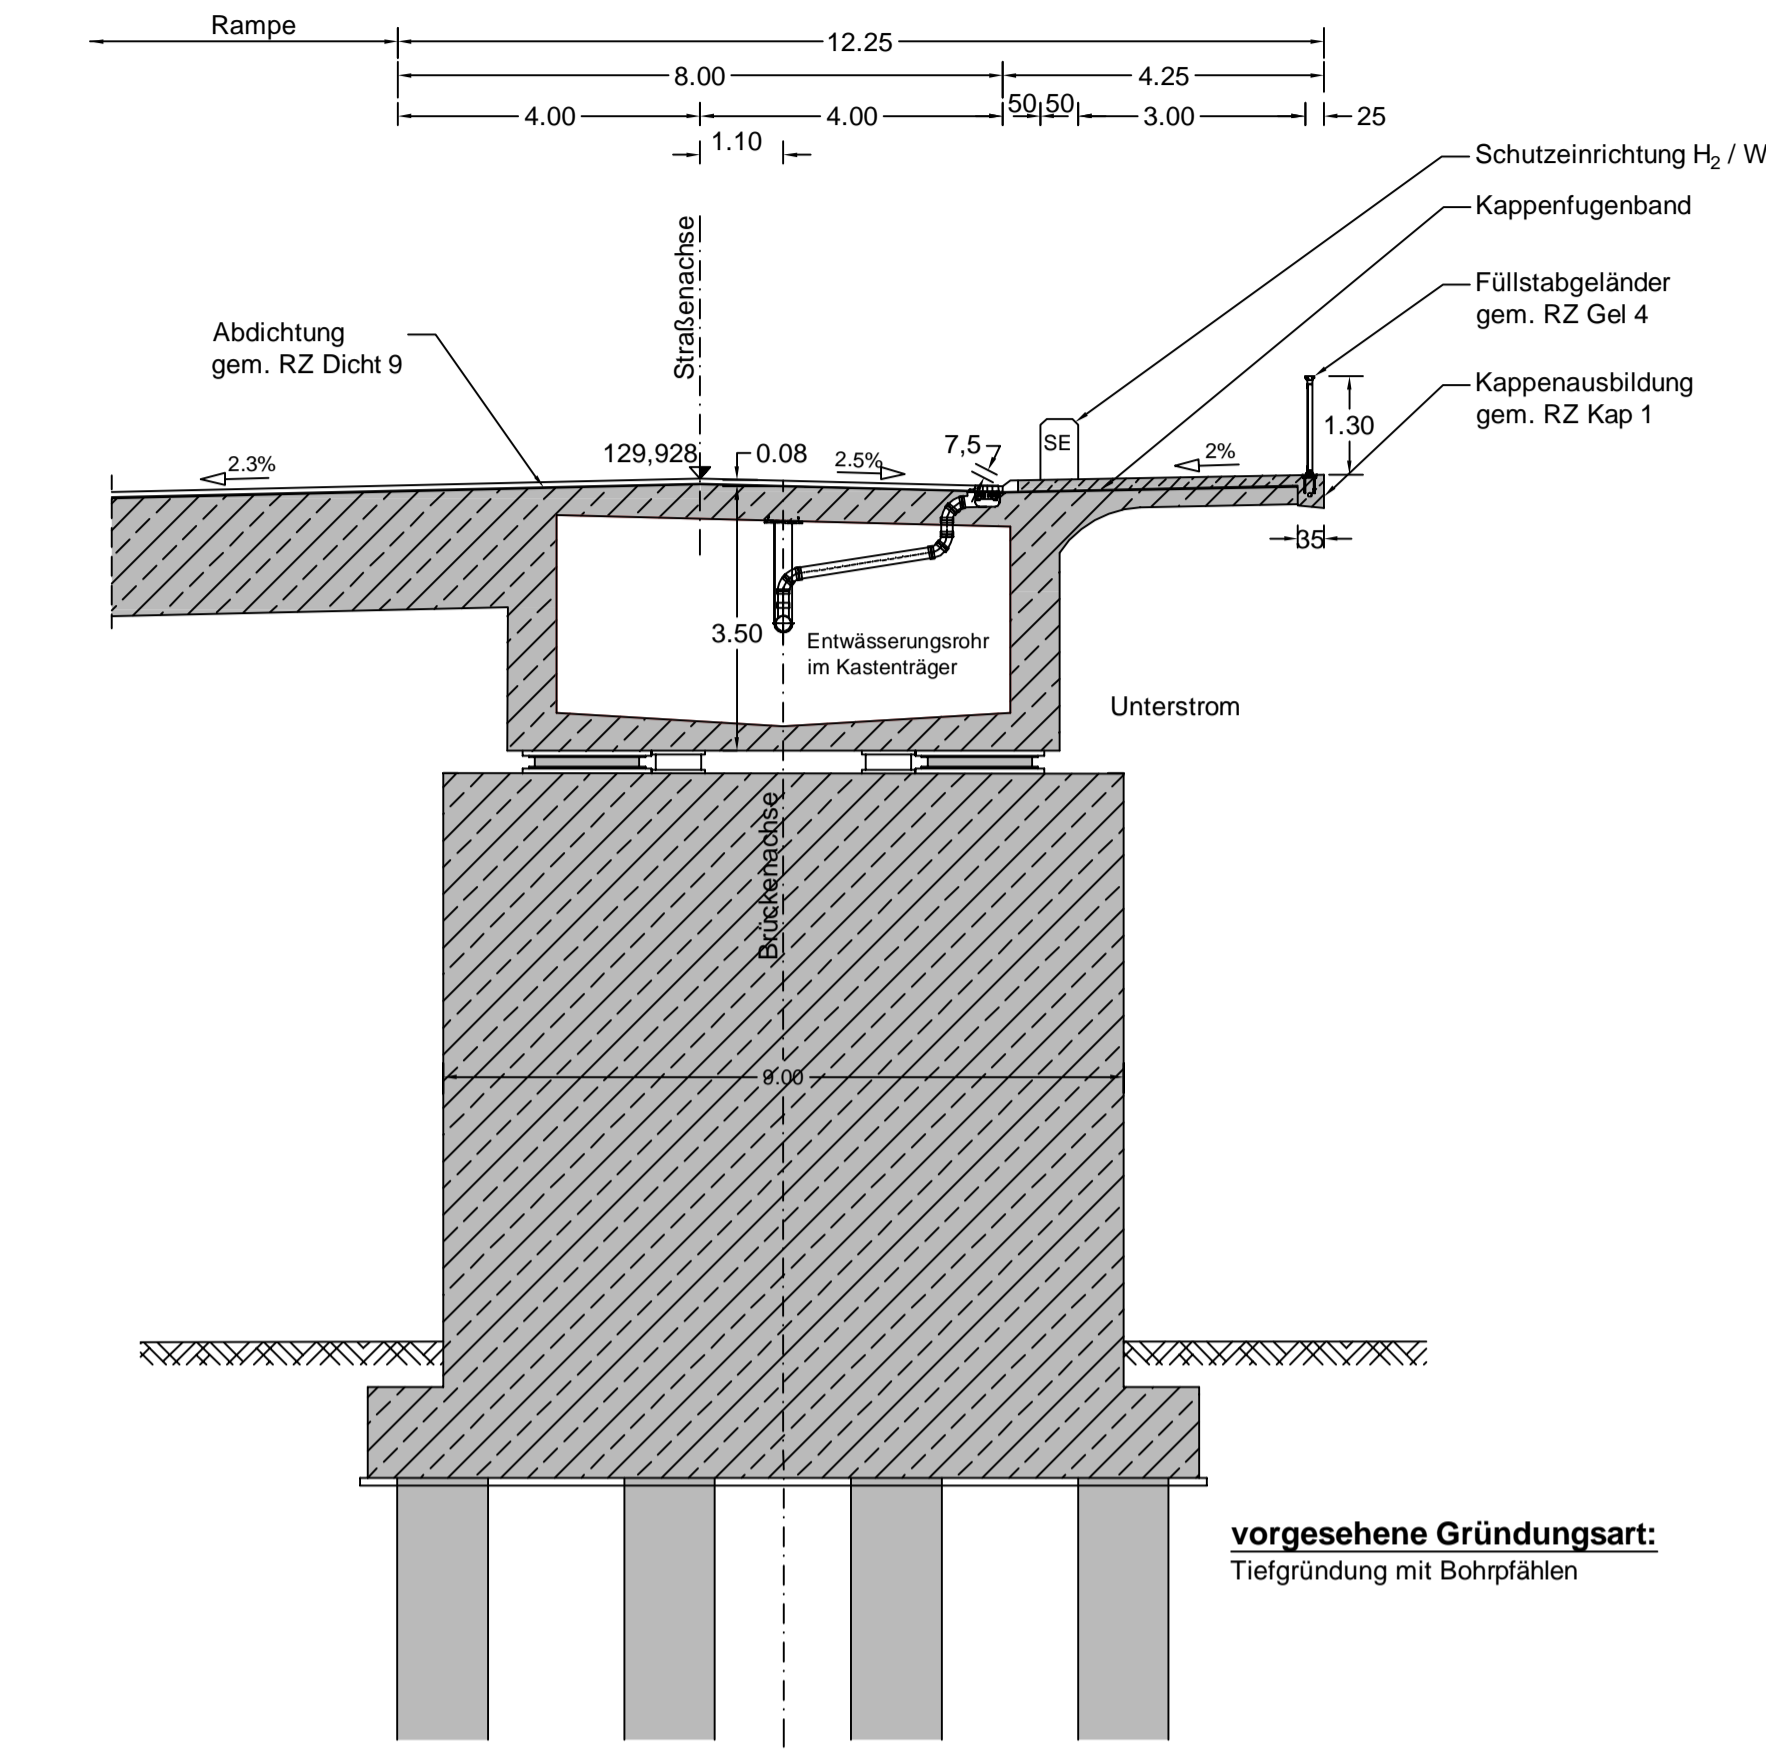 Rampe
12.25
8.00
4.25
4.00
4.00
50
50
3.00
25
1.10
Schutzeinrichtung H₂ / W
Kappenfugenband
Straßenachse
Füllstabgeländer
gem. RZ Gel 4
Abdichtung
gem. RZ Dicht 9
Kappenausbildung
gem. RZ Kap 1
1.30
129,928
0.08
7,5
SE
2.3%
2.5%
2%
35
3.50
Entwässerungsrohr
im Kastenträger
Unterstrom
Brückenachse
9.00
vorgesehene Gründungsart:
Tiefgründung mit Bohrpfählen